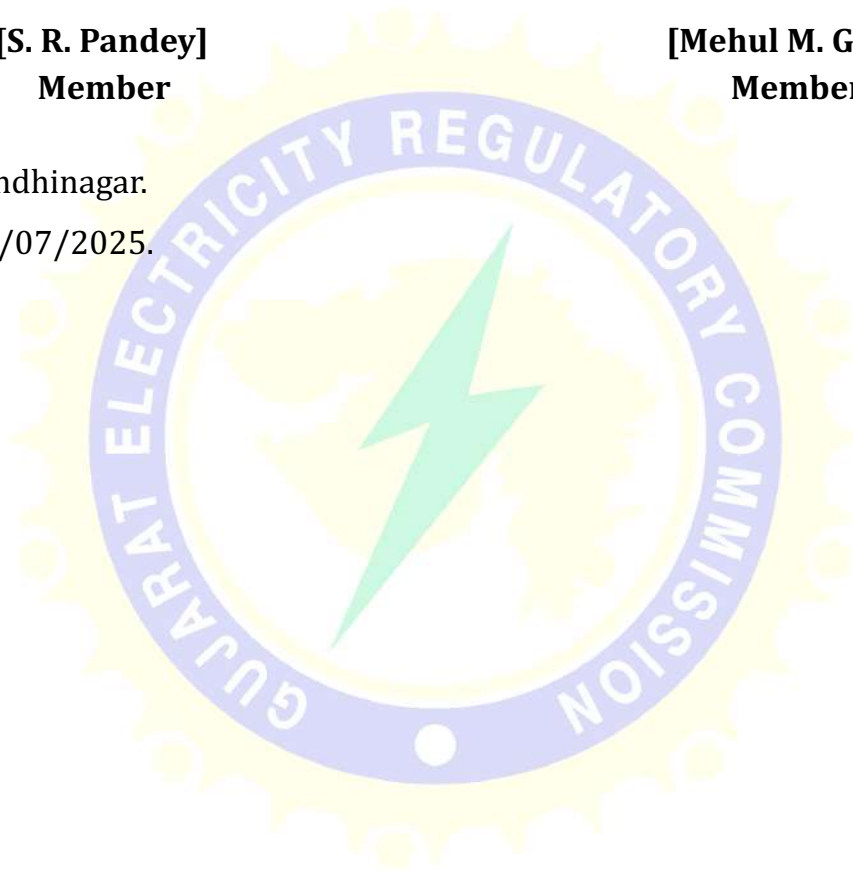 [S. R. Pandey] [Mehul M. G
Member Member
ndhinagar.
/07/2025.
GUJARAT ELECTRICITY REGULATORY COMMISSION